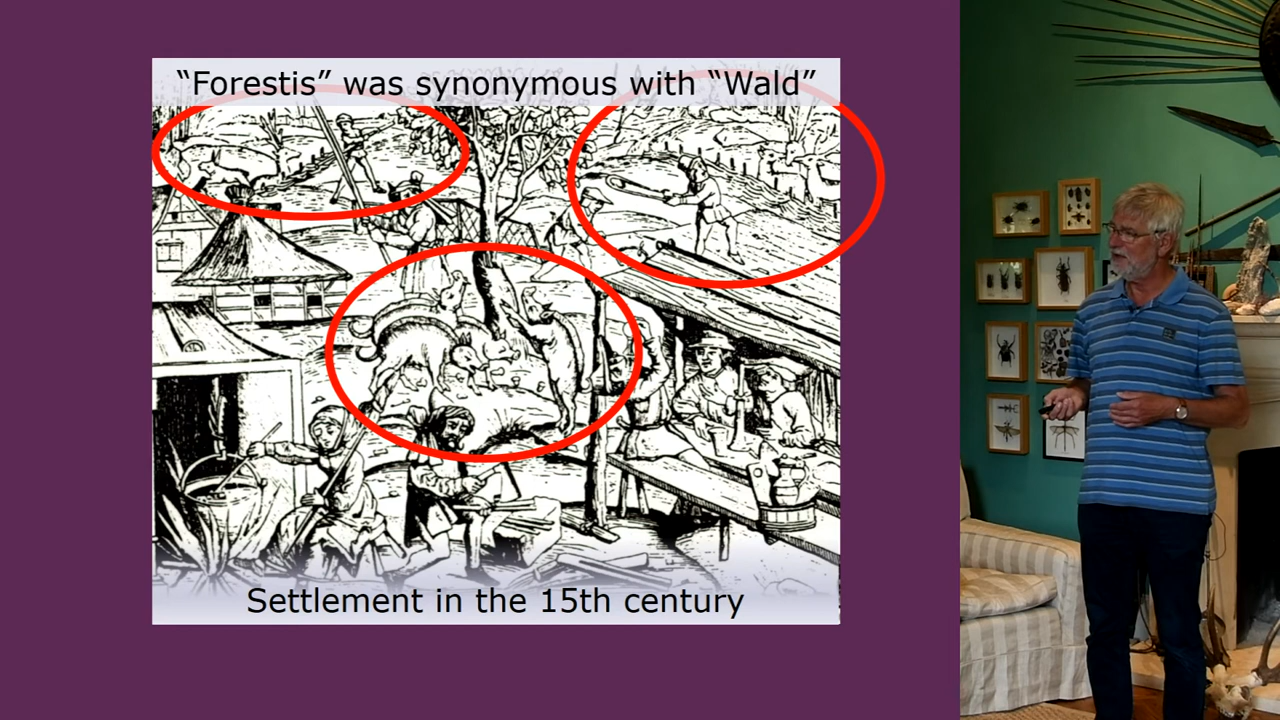 “Forestis” was synonymous with “Wald”
Settlement in the 15th century